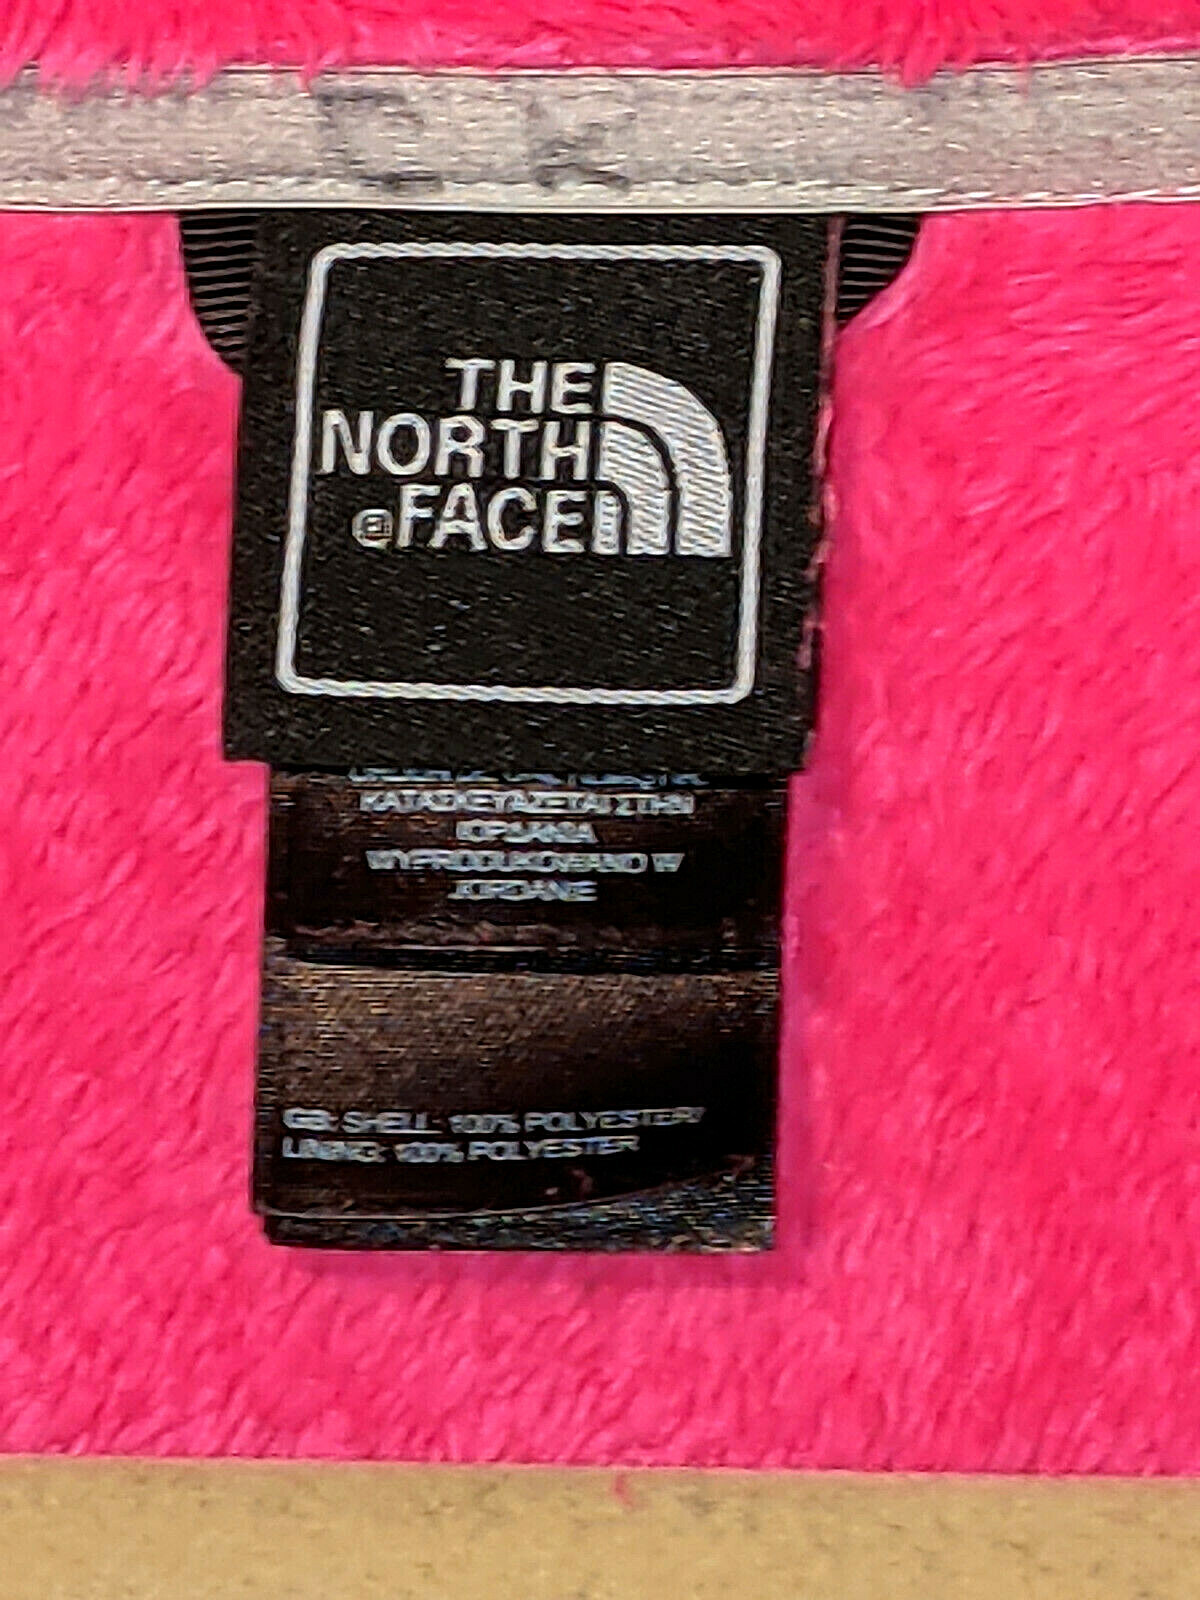 THE
NORTH
® FACE
ΚΑΤΑΣΚΕΥΑΖΕΤΑΙ ΣΤΗΝ
ΙΟΡΔΑΝΙΑ
WYPRODUKOWANO W
JORDANIE
GB: SHELL- 100% POLYESTER/
LINING: 100% POLYESTER